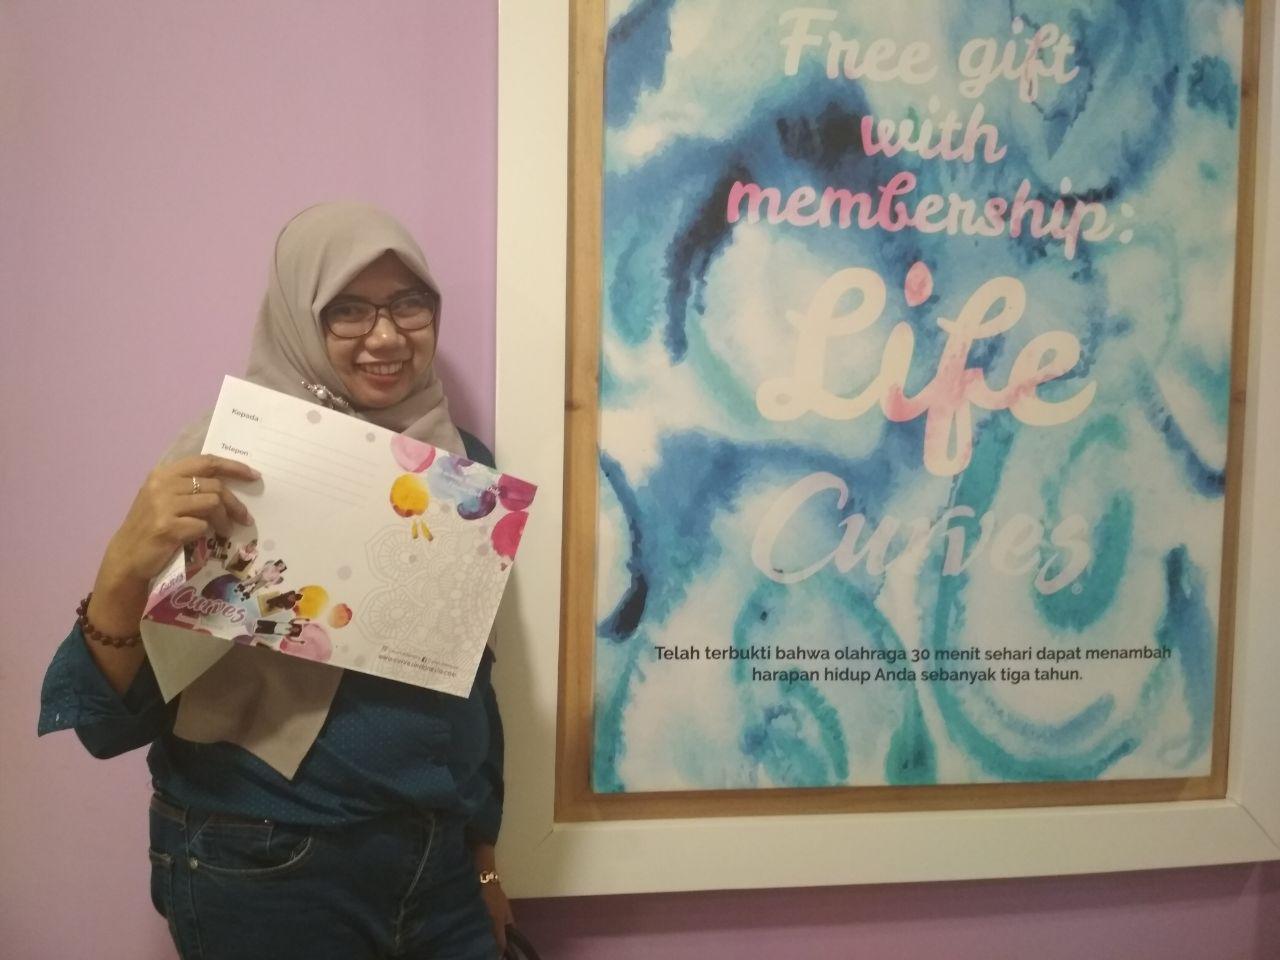 Free gift
with
membership:
Life
Curves
Telah terbukti bahwa olahraga 30 menit sehari dapat menambah
harapan hidup Anda sebanyak tiga tahun.
Kepada :
Telepon :
Curves